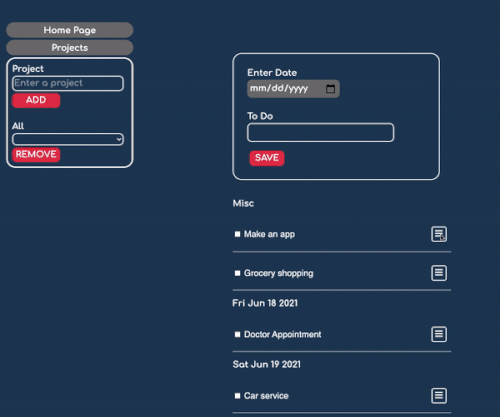 Home Page
Projects
Project
Enter a project
ADD
All
REMOVE
Enter Date
mm/dd/yyyy
To Do
SAVE
Misc
Make an app
Grocery shopping
Fri Jun 18 2021
Doctor Appointment
Sat Jun 19 2021
Car service